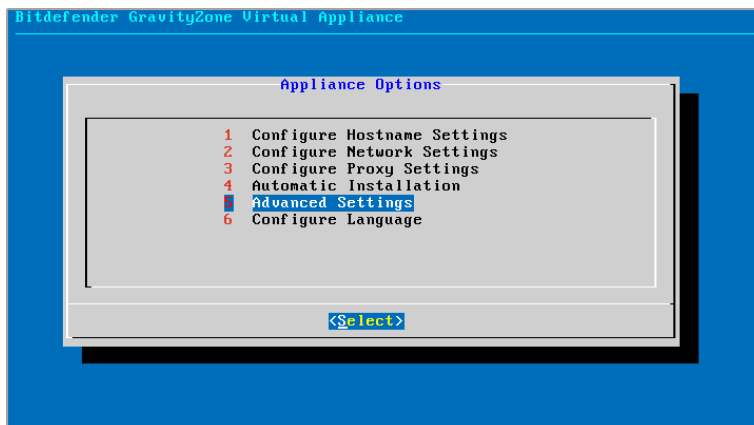 Bitdefender GravityZone Virtual Appliance
Appliance Options
1 Configure Hostname Settings
2 Configure Network Settings
3 Configure Proxy Settings
4 Automatic Installation
5 Advanced Settings
6 Configure Language
<Select>